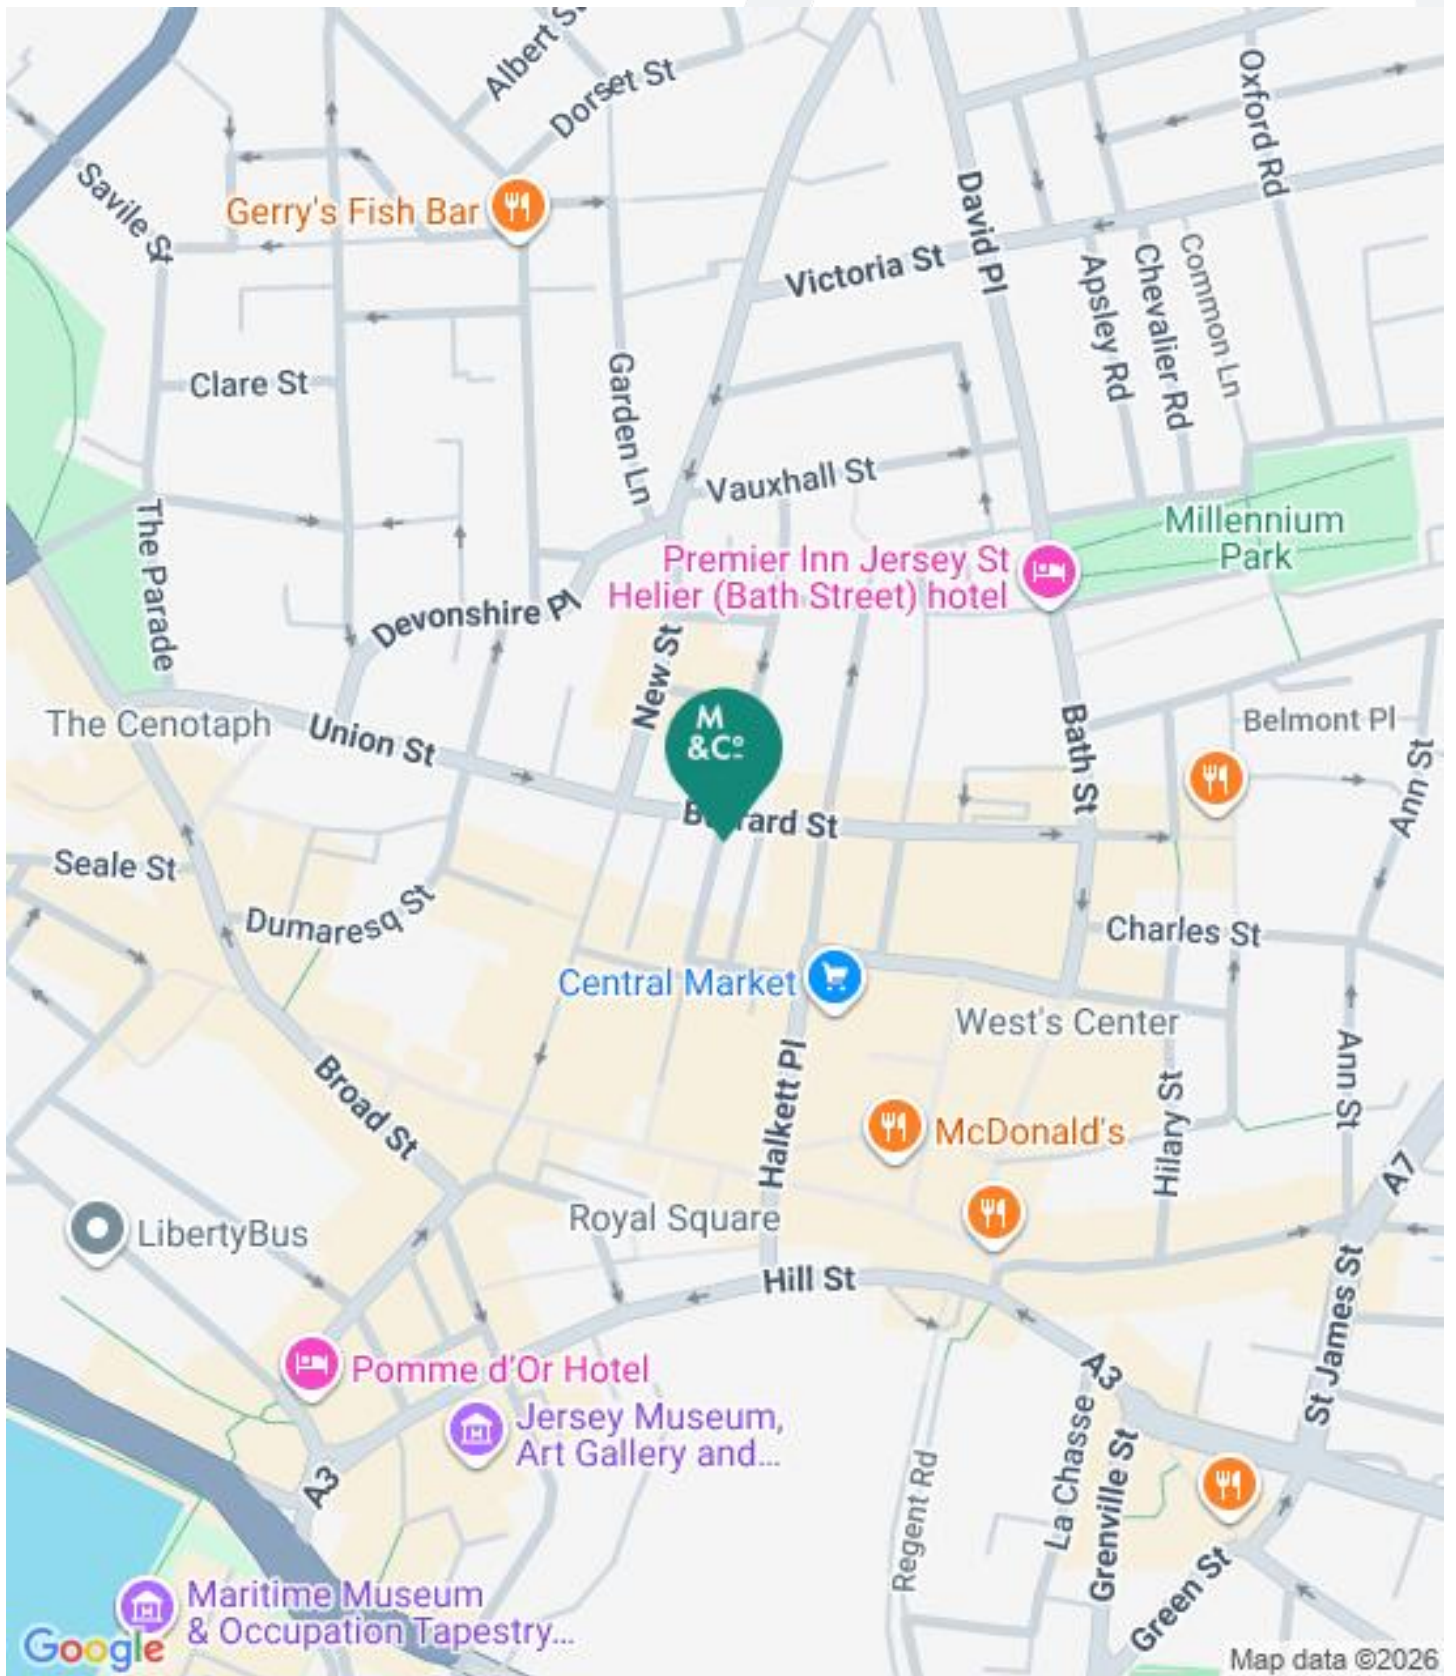 Albert St
Dorset St
Oxford Rd
Savile St
Gerry's Fish Bar
David Pl
Victoria St
Apsley Rd
Chevalier Rd
Common Ln
Clare St
Garden Ln
Vauxhall St
The Parade
Millennium
Park
Premier Inn Jersey St
Helier (Bath Street) hotel
Devonshire Pl
New St
M
&Co
The Cenotaph
Union St
Bath St
Belmont Pl
Ann St
Seale St
Dumaresq St
Charles St
Central Market
West's Center
Broad St
Halkett Pl
McDonald's
Hilary St
Ann St
A7
LibertyBus
Royal Square
Hill St
St James St
Pomme d'Or Hotel
A3
Jersey Museum,
Art Gallery and...
A3
La Chasse
Grenville St
Regent Rd
Green St
Maritime Museum
& Occupation Tapestry...
Google
Map data ©2026